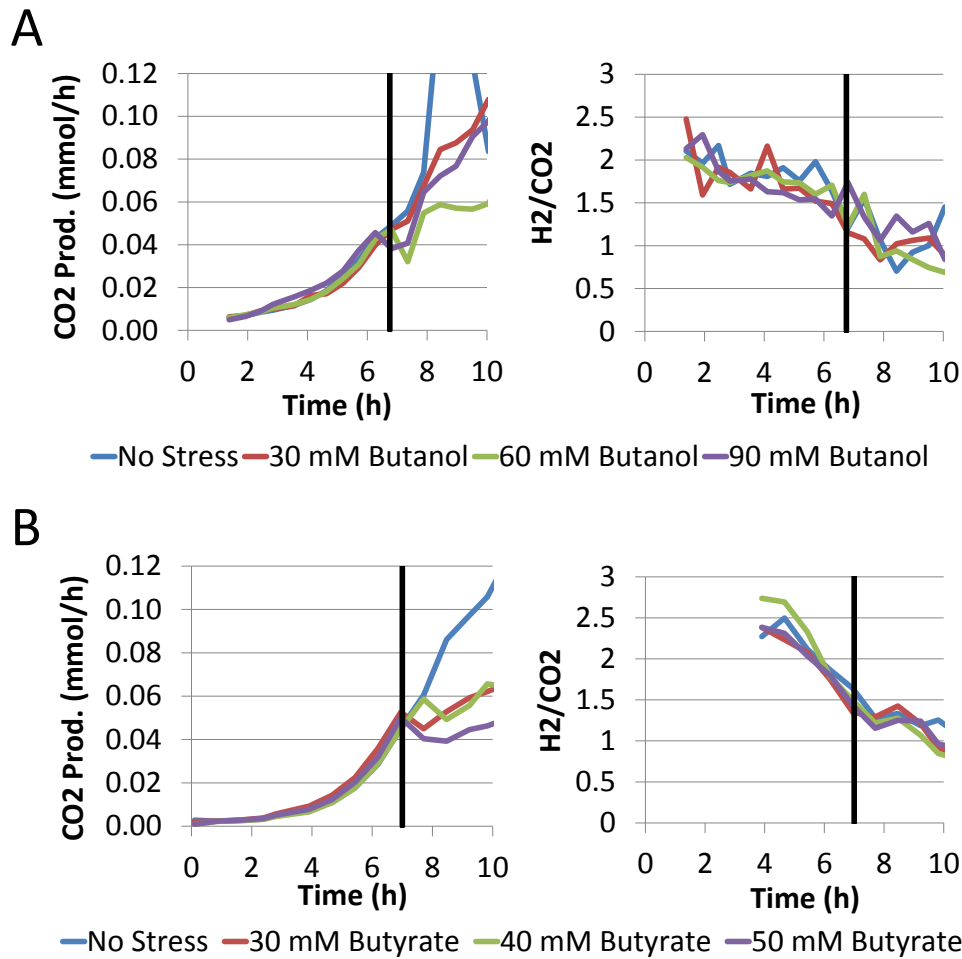 A
CO2 Prod. (mmol/h)
0.12
0.10
0.08
0.06
0.04
0.02
0.00
0 2 4 6 8 10
Time (h)
H2/CO2
3
2.5
2
1.5
1
0.5
0
0 2 4 6 8 10
Time (h)
No Stress 30 mM Butanol 60 mM Butanol 90 mM Butanol
B
CO2 Prod. (mmol/h)
0.12
0.10
0.08
0.06
0.04
0.02
0.00
0 2 4 6 8 10
Time (h)
H2/CO2
3
2.5
2
1.5
1
0.5
0
0 2 4 6 8 10
Time (h)
No Stress 30 mM Butyrate 40 mM Butyrate 50 mM Butyrate